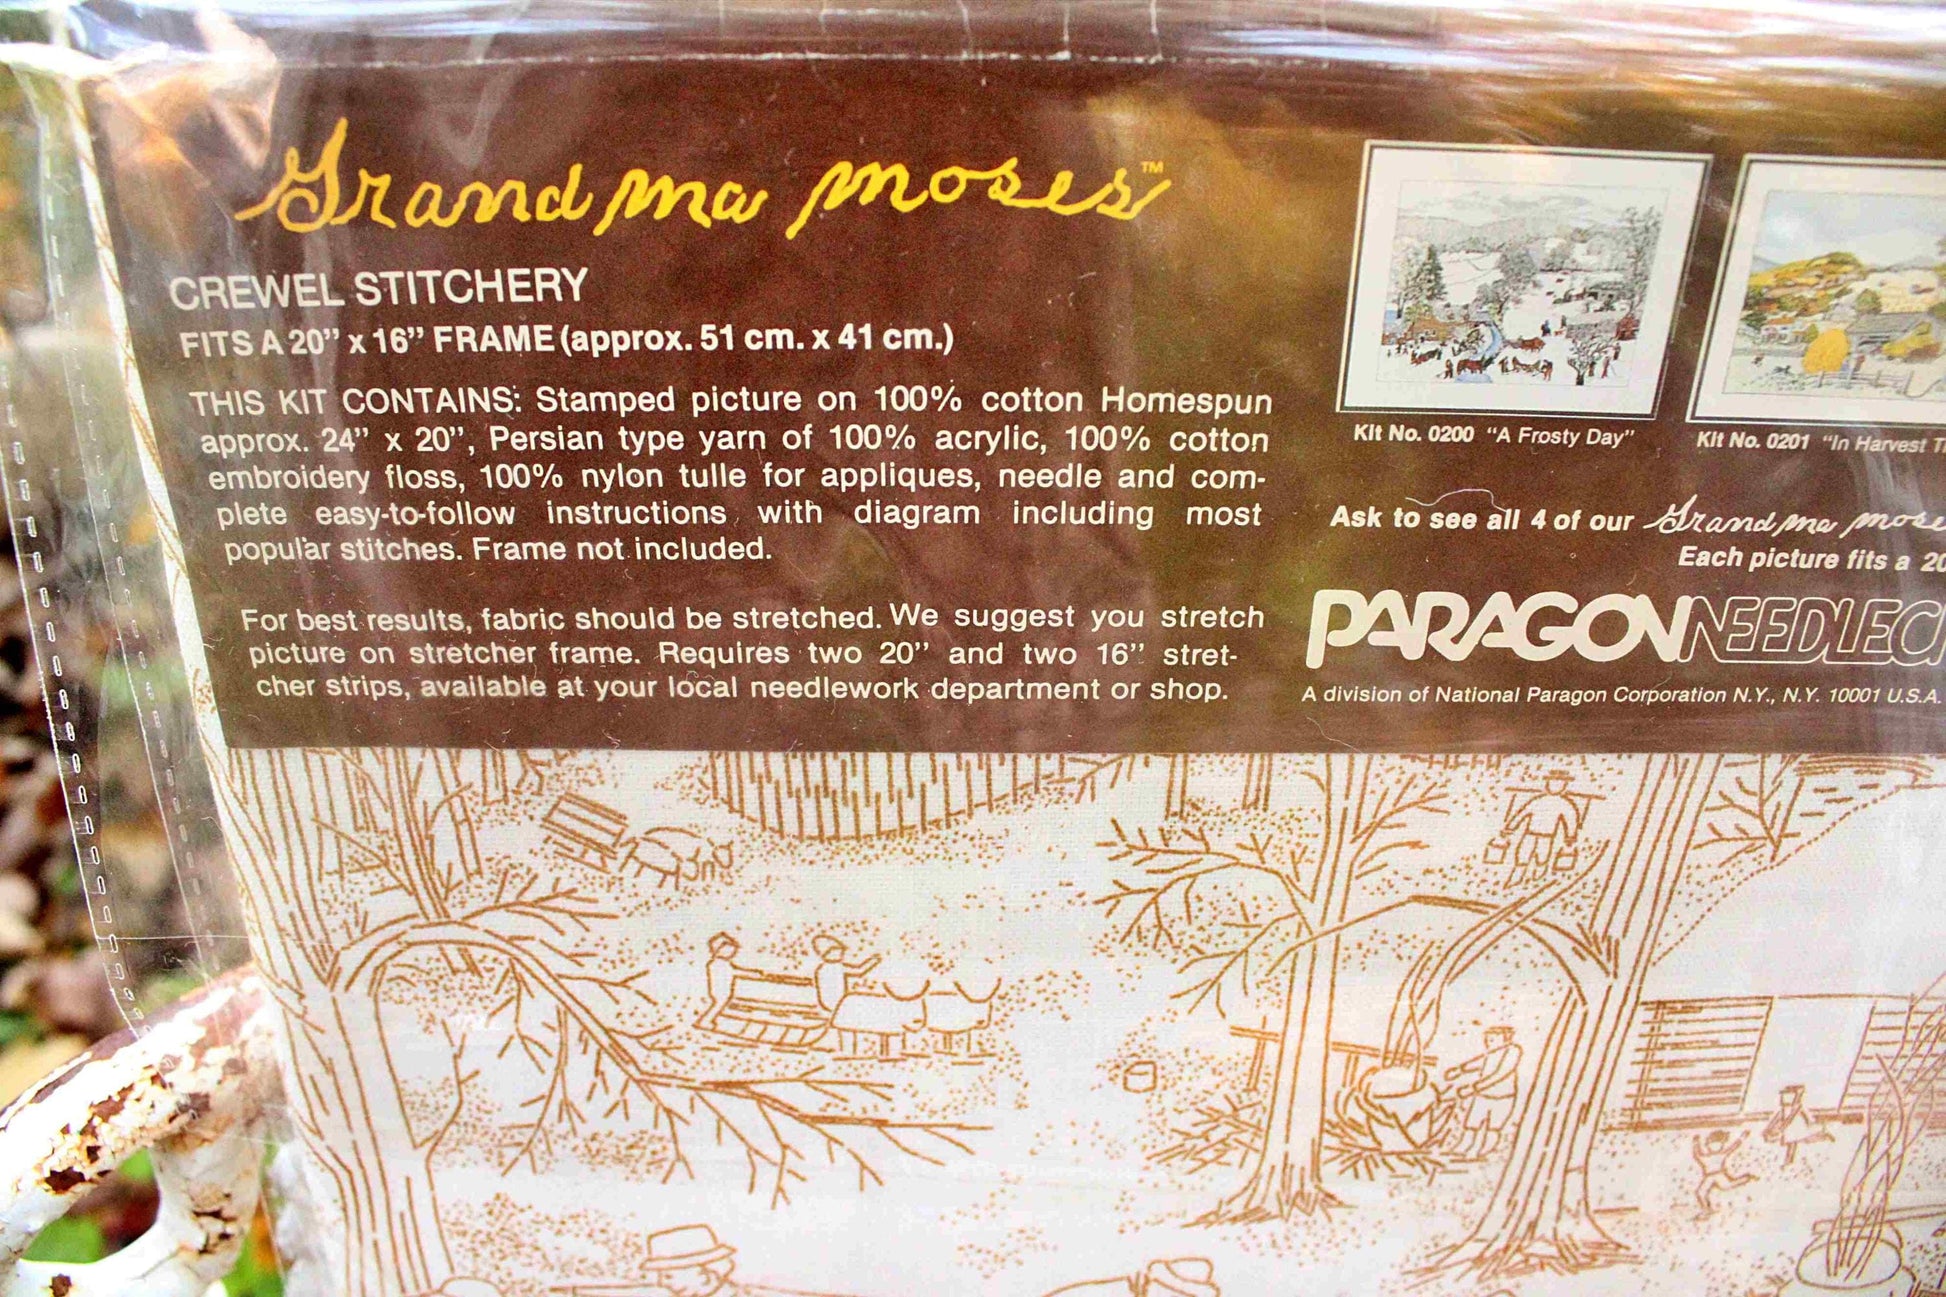 Grandma Moses™
CREWEL STITCHERY
FITS A 20” x 16” FRAME (approx. 51 cm. x 41 cm.)
THIS KIT CONTAINS: Stamped picture on 100% cotton Homespun
approx. 24” x 20”, Persian type yarn of 100% acrylic, 100% cotton
embroidery floss, 100% nylon tulle for appliques, needle and com-
plete easy-to-follow instructions with diagram including most
popular stitches. Frame not included.
For best results, fabric should be stretched. We suggest you stretch
picture on stretcher frame. Requires two 20” and two 16” stret-
cher strips, available at your local needlework department or shop.
Kit No. 0200 “A Frosty Day”
Kit No. 0201 “In Harvest
Ask to see all 4 of our Grandma
Each picture fits a
PARAGON
A division of National Paragon Corporation N.Y., N.Y. 10001 U.S.A.